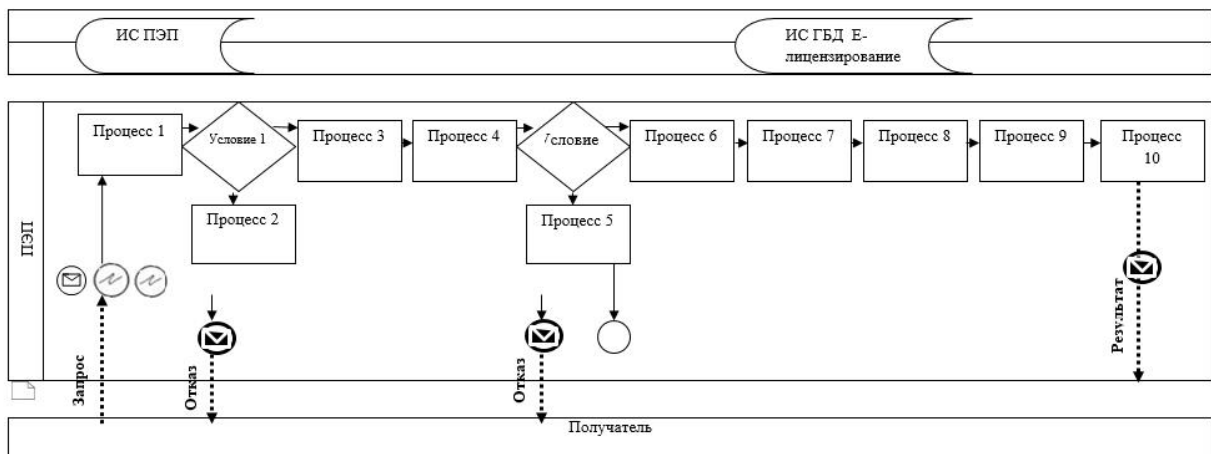 ИС ПЭП
ИС ГБД Е-
лицензирование
ПЭП
Процесс 1
Условие 1
Процесс 3
Процесс 4
Условие
Процесс 6
Процесс 7
Процесс 8
Процесс 9
Процесс
10
Процесс 2
Процесс 5
Запрос
Отказ
Отказ
Результат
Получатель